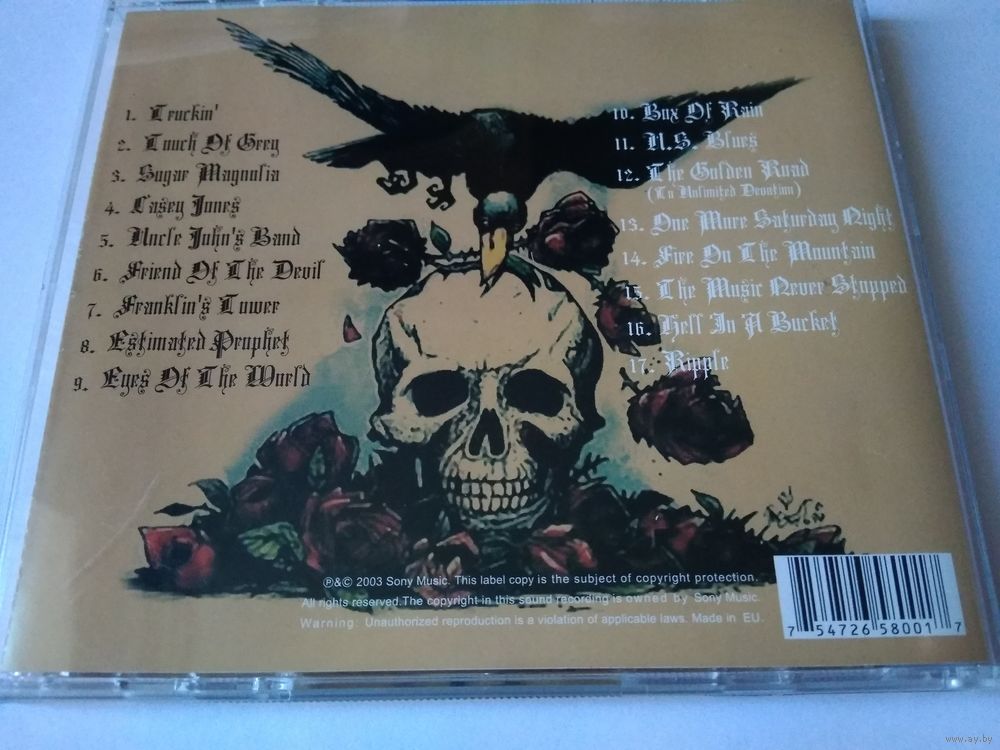 1. Truckin'
2. Touch Of Grey
3. Sugar Magnolia
4. Casey Jones
5. Uncle John's Band
6. Friend Of The Devil
7. Franklin's Tower
8. Estimated Prophet
9. Eyes Of The World
10. Box Of Rain
11. U.S. Blues
12. The Golden Road
(To Unlimited Devotion)
13. One More Saturday Night
14. Fire On The Mountain
15. The Music Never Stopped
16. Hell In A Bucket
17. Ripple
℗&© 2003 Sony Music. This label copy is the subject of copyright protection.
All rights reserved.The copyright in this sound recording is owned by Sony Music.
Warning: Unauthorized reproduction is a violation of applicable laws. Made in EU.
7 54726 58001 7
www.ay.by